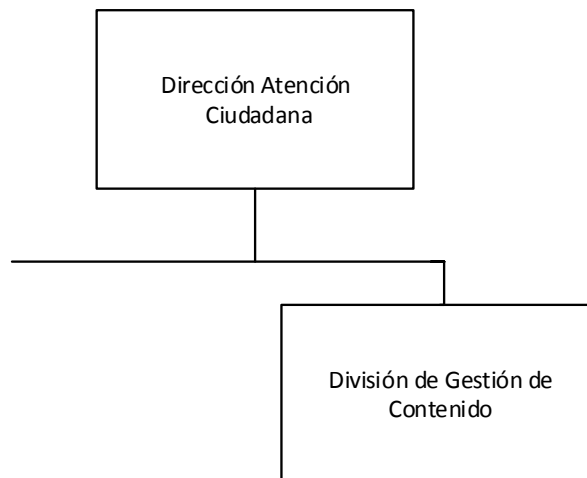 Dirección Atención
Ciudadana
División de Gestión de
Contenido